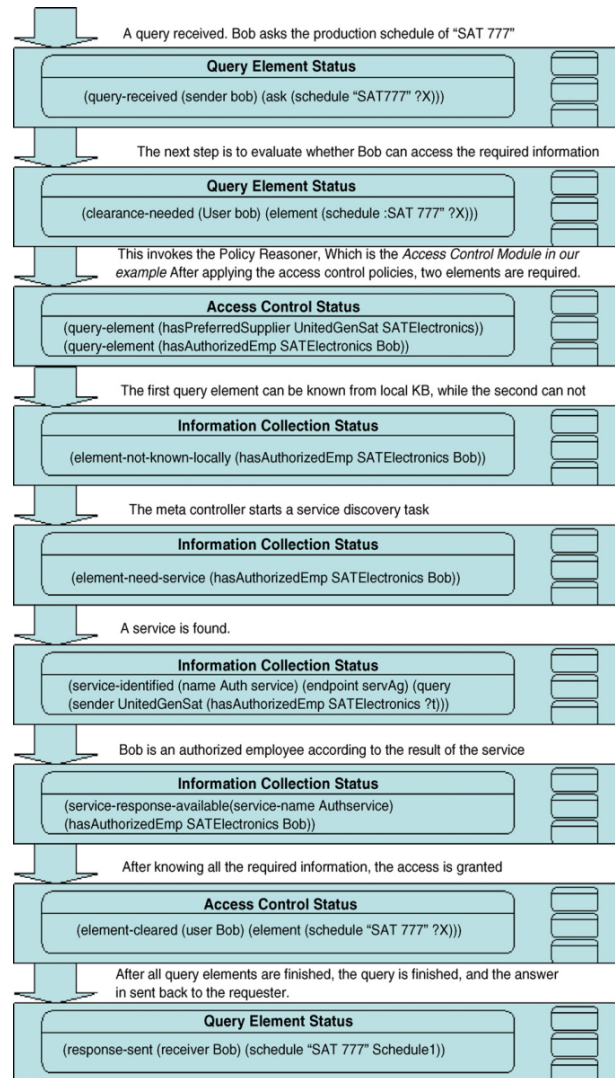 A query received. Bob asks the production schedule of “SAT 777”
Query Element Status
(query-received (sender bob) (ask (schedule “SAT777” ?X)))
The next step is to evaluate whether Bob can access the required information
Query Element Status
(clearance-needed (User bob) (element (schedule :SAT 777” ?X)))
This invokes the Policy Reasoner, Which is the Access Control Module in our
example After applying the access control policies, two elements are required.
Access Control Status
(query-element (hasPreferredSupplier UnitedGenSat SATElectronics))
(query-element (hasAuthorizedEmp SATElectronics Bob))
The first query element can be known from local KB, while the second can not
Information Collection Status
(element-not-known-locally (hasAuthorizedEmp SATElectronics Bob))
The meta controller starts a service discovery task
Information Collection Status
(element-need-service (hasAuthorizedEmp SATElectronics Bob))
A service is found.
Information Collection Status
(service-identified (name Auth service) (endpoint servAg) (query
(sender UnitedGenSat (hasAuthorizedEmp SATElectronics ?t)))
Bob is an authorized employee according to the result of the service
Information Collection Status
(service-response-available(service-name Authservice)
(hasAuthorizedEmp SATElectronics Bob))
After knowing all the required information, the access is granted
Access Control Status
(element-cleared (user Bob) (element (schedule “SAT 777” ?X)))
After all query elements are finished, the query is finished, and the answer
in sent back to the requester.
Query Element Status
(response-sent (receiver Bob) (schedule “SAT 777” Schedule1))